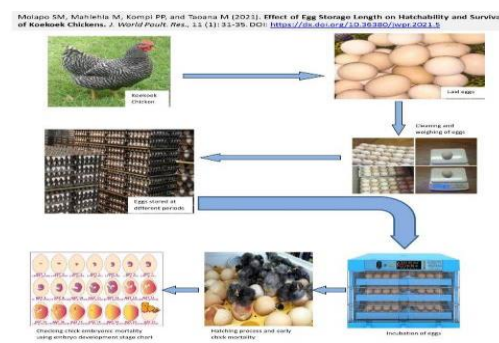 Molapo SM, Mahlehla M, Kompi PP, and Taoana M (2021). Effect of Egg Storage Length on Hatchability and Surviva
of Koekoek Chickens. J. World Poult. Res., 11 (1): 31-35. DOI: https://dx.doi.org/10.36380/jwpr.2021.5
Koekoek
Chicken
Laid eggs
Cleaning and
weighing of eggs
Eggs stored at
different periods
Checking chick embryonic mortality
using embryo development stage chart
Hatching process and early
chick mortality
Incubation of eggs